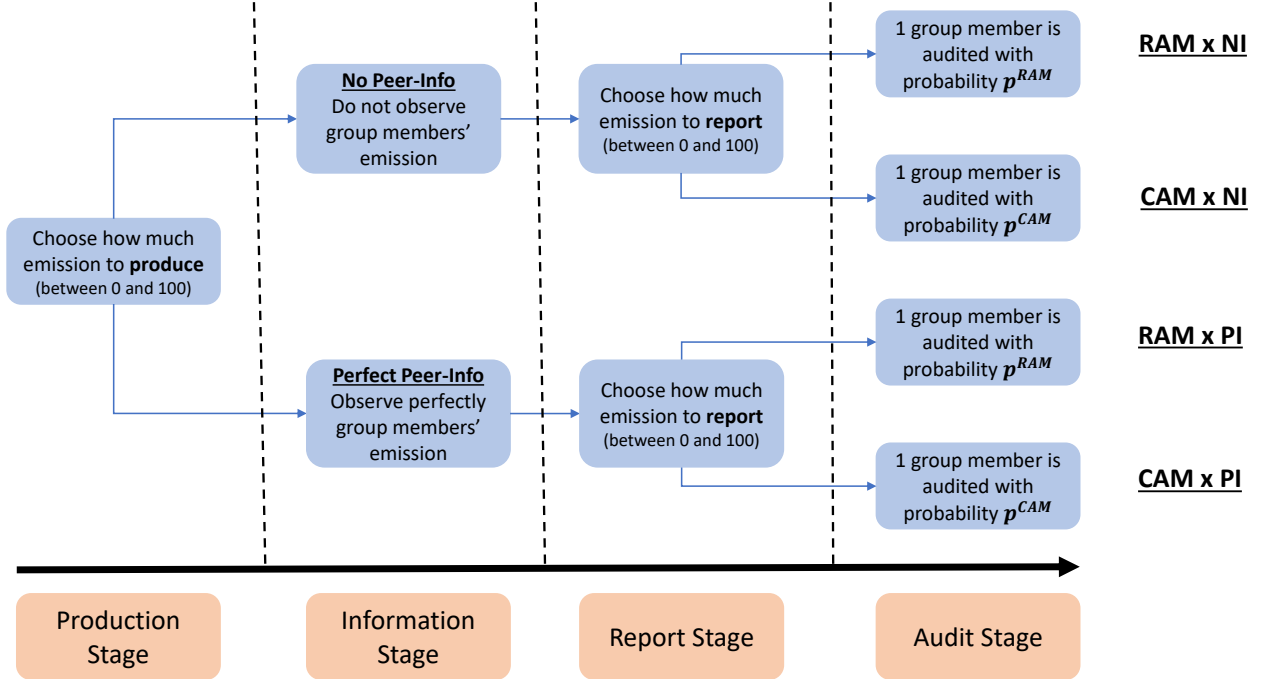 1 group member is
audited with
probability p^RAM
RAM x NI
No Peer-Info
Do not observe
group members'
emission
Choose how much
emission to report
(between 0 and 100)
1 group member is
audited with
probability p^CAM
CAM x NI
Choose how much
emission to produce
(between 0 and 100)
1 group member is
audited with
probability p^RAM
RAM x PI
Perfect Peer-Info
Observe perfectly
group members'
emission
Choose how much
emission to report
(between 0 and 100)
1 group member is
audited with
probability p^CAM
CAM x PI
Production
Stage
Information
Stage
Report Stage
Audit Stage